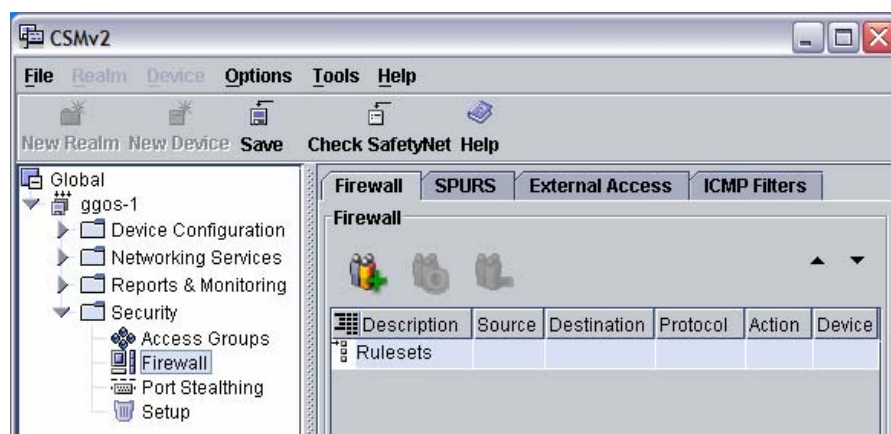 CSMv2
File Realm Device Options Tools Help
New Realm New Device Save Check SafetyNet Help
Global
ggos-1
Device Configuration
Networking Services
Reports & Monitoring
Security
Access Groups
Firewall
Port Stealthing
Setup
Firewall SPURS External Access ICMP Filters
Firewall
Description Source Destination Protocol Action Device
Rulesets